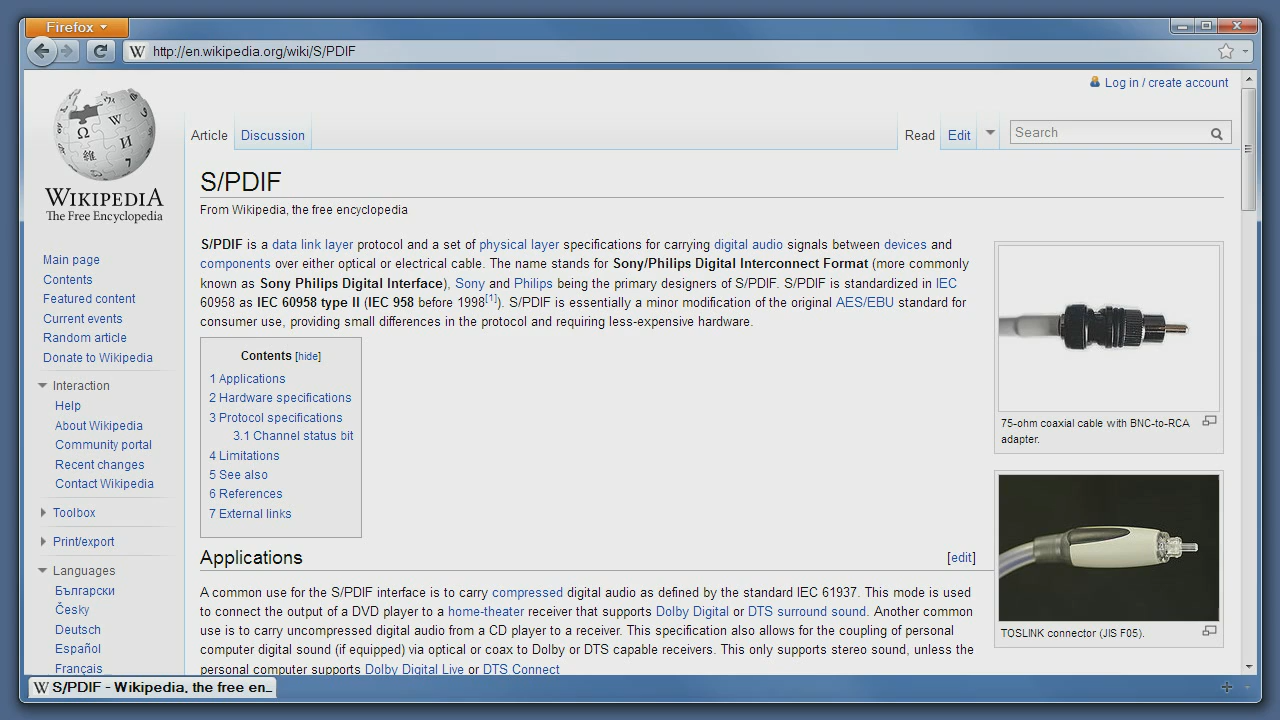 Firefox
http://en.wikipedia.org/wiki/S/PDIF
Log in / create account
WIKIPEDIA
The Free Encyclopedia
Article
Discussion
Read
Edit
Search
S/PDIF
From Wikipedia, the free encyclopedia
S/PDIF is a data link layer protocol and a set of physical layer specifications for carrying digital audio signals between devices and
components over either optical or electrical cable. The name stands for Sony/Philips Digital Interconnect Format (more commonly
known as Sony Philips Digital Interface), Sony and Philips being the primary designers of S/PDIF. S/PDIF is standardized in IEC
60958 as IEC 60958 type II (IEC 958 before 1998[1]). S/PDIF is essentially a minor modification of the original AES/EBU standard for
consumer use, providing small differences in the protocol and requiring less-expensive hardware.
Contents [hide]
1 Applications
2 Hardware specifications
3 Protocol specifications
3.1 Channel status bit
4 Limitations
5 See also
6 References
7 External links
75-ohm coaxial cable with BNC-to-RCA
adapter.
TOSLINK connector (JIS F05).
Main page
Contents
Featured content
Current events
Random article
Donate to Wikipedia
Interaction
Help
About Wikipedia
Community portal
Recent changes
Contact Wikipedia
Toolbox
Print/export
Languages
Български
Česky
Deutsch
Español
Français
Applications
[edit]
A common use for the S/PDIF interface is to carry compressed digital audio as defined by the standard IEC 61937. This mode is used
to connect the output of a DVD player to a home-theater receiver that supports Dolby Digital or DTS surround sound. Another common
use is to carry uncompressed digital audio from a CD player to a receiver. This specification also allows for the coupling of personal
computer digital sound (if equipped) via optical or coax to Dolby or DTS capable receivers. This only supports stereo sound, unless the
personal computer supports Dolby Digital Live or DTS Connect
W S/PDIF - Wikipedia, the free en...